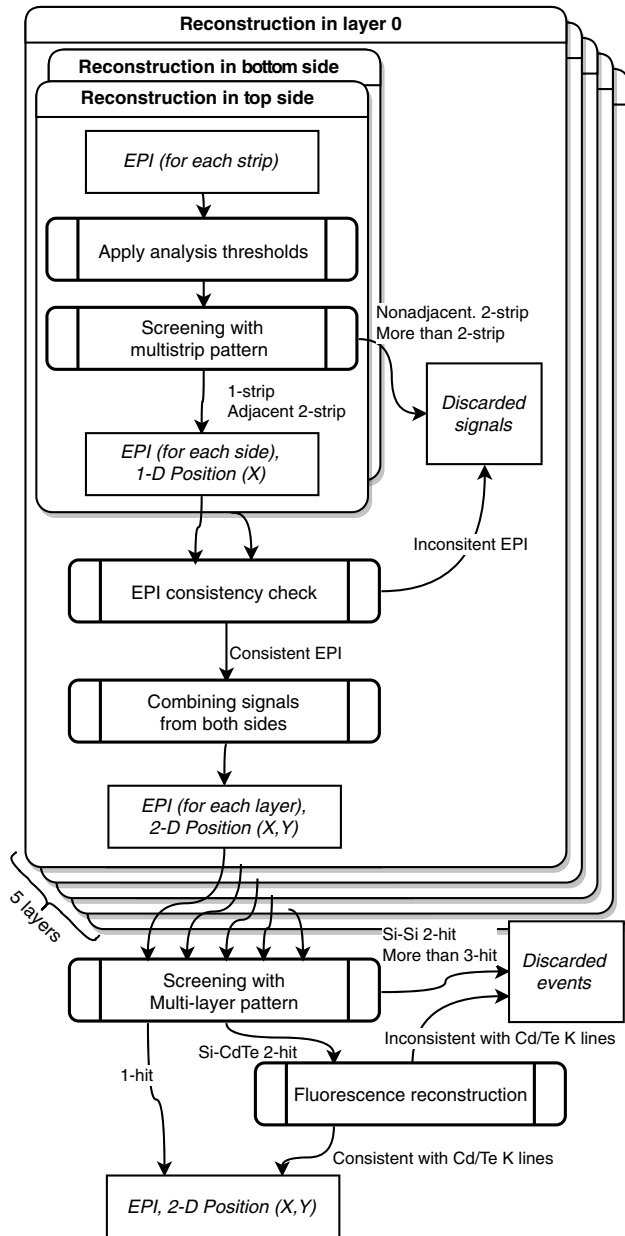 Reconstruction in layer 0
Reconstruction in bottom side
Reconstruction in top side
EPI (for each strip)
Apply analysis thresholds
Screening with
multistrip pattern
Nonadjacent. 2-strip
More than 2-strip
1-strip
Adjacent 2-strip
Discarded
signals
EPI (for each side),
1-D Position (X)
Inconsitent EPI
EPI consistency check
Consistent EPI
Combining signals
from both sides
EPI (for each layer),
2-D Position (X,Y)
5 layers
Si-Si 2-hit
More than 3-hit
Discarded
events
Screening with
Multi-layer pattern
Inconsistent with Cd/Te K lines
Si-CdTe 2-hit
1-hit
Fluorescence reconstruction
Consistent with Cd/Te K lines
EPI, 2-D Position (X,Y)